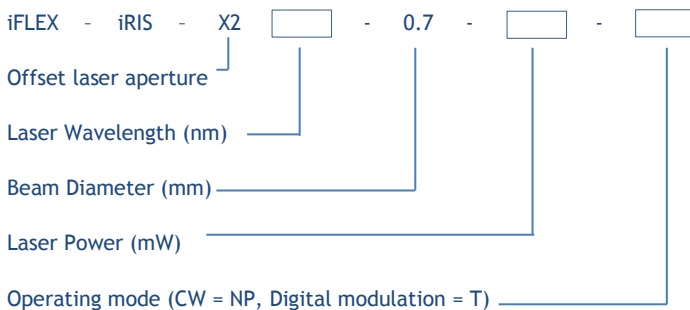 iFLEX – iRIS – X2 - 0.7 - -
Offset laser aperture
Laser Wavelength (nm)
Beam Diameter (mm)
Laser Power (mW)
Operating mode (CW = NP, Digital modulation = T)